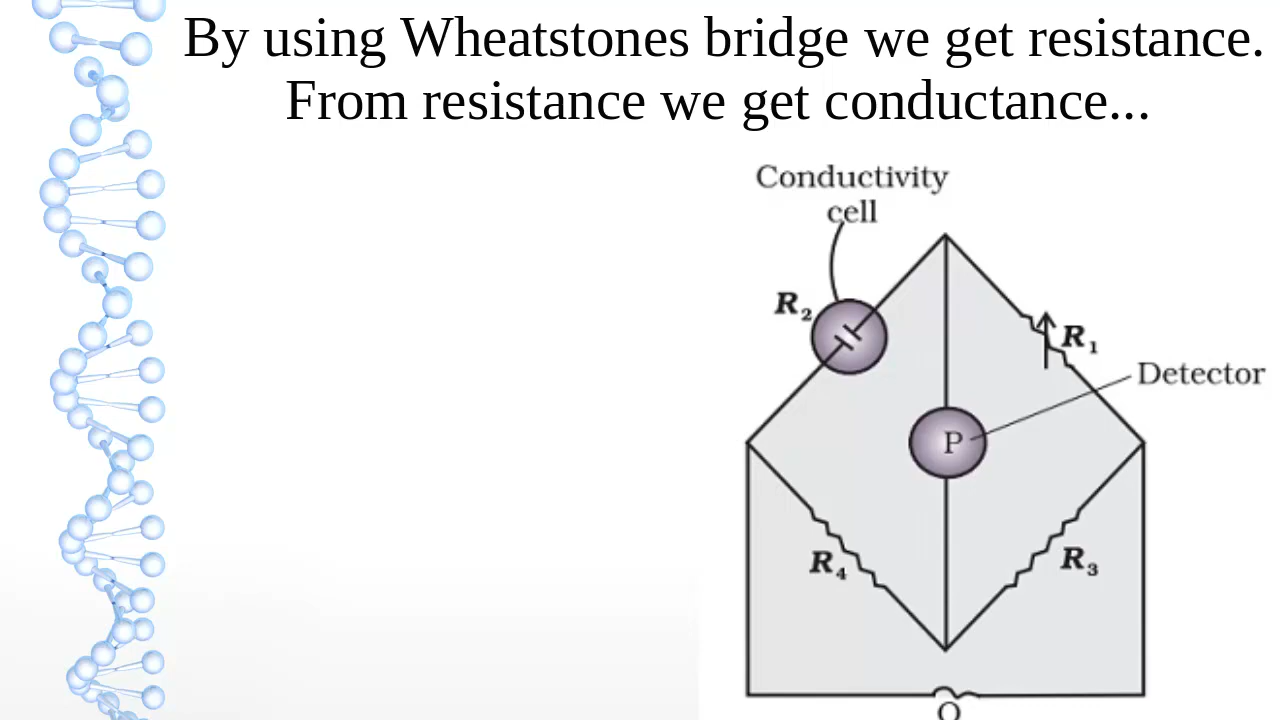 By using Wheatstones bridge we get resistance.
From resistance we get conductance...
Conductivity
cell
R2
R1
Detector
P
R4
R3
O